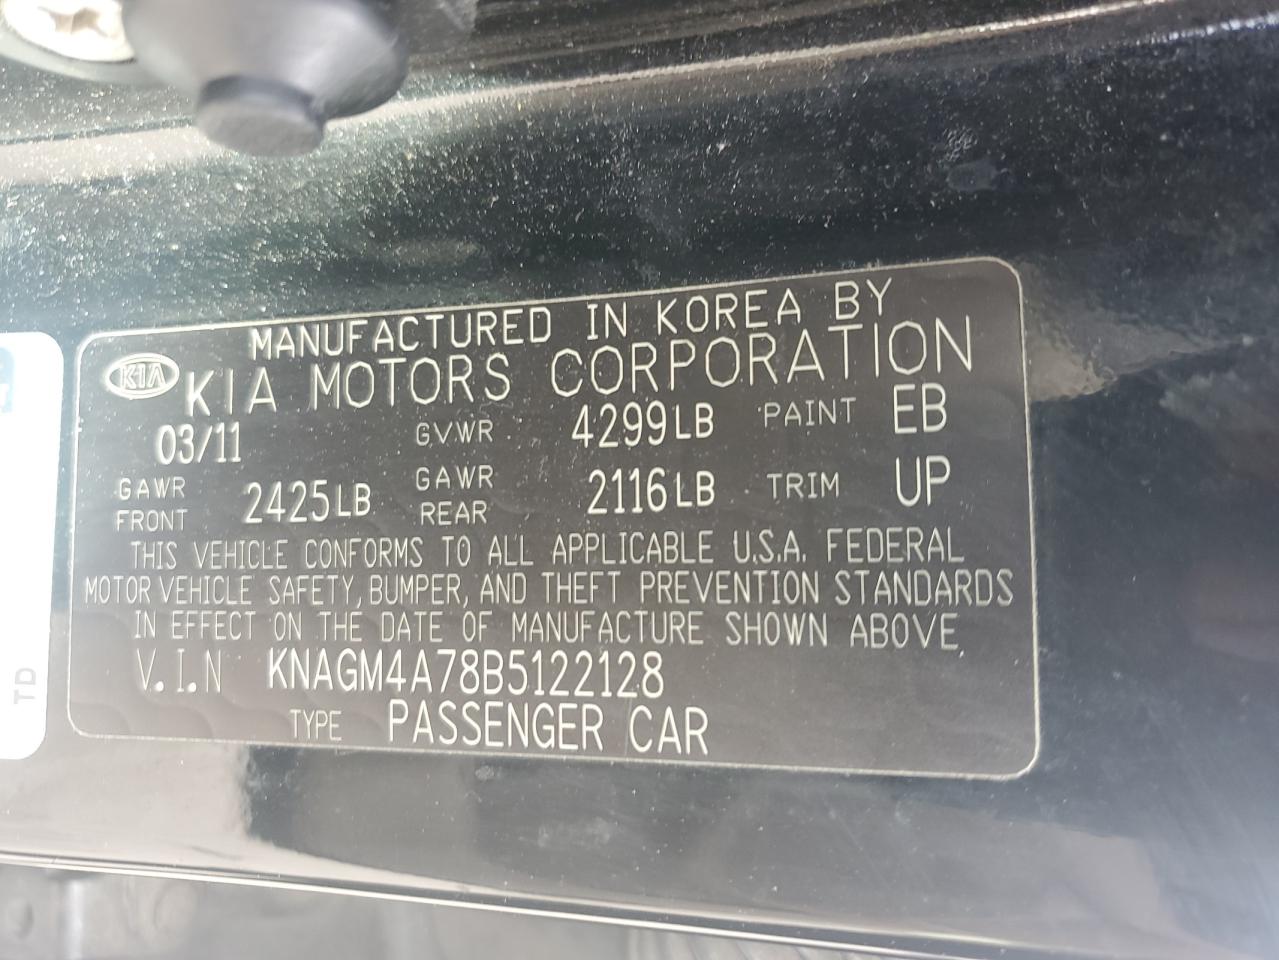 MANUFACTURED IN KOREA BY
KIA KIA MOTORS CORPORATION
03/11 GVWR 4299LB PAINT EB
GAWR FRONT 2425LB GAWR REAR 2116LB TRIM UP
THIS VEHICLE CONFORMS TO ALL APPLICABLE U.S.A. FEDERAL
MOTOR VEHICLE SAFETY, BUMPER, AND THEFT PREVENTION STANDARDS
IN EFFECT ON THE DATE OF MANUFACTURE SHOWN ABOVE.
V.I.N KNAGM4A78B5122128
TYPE PASSENGER CAR
TD